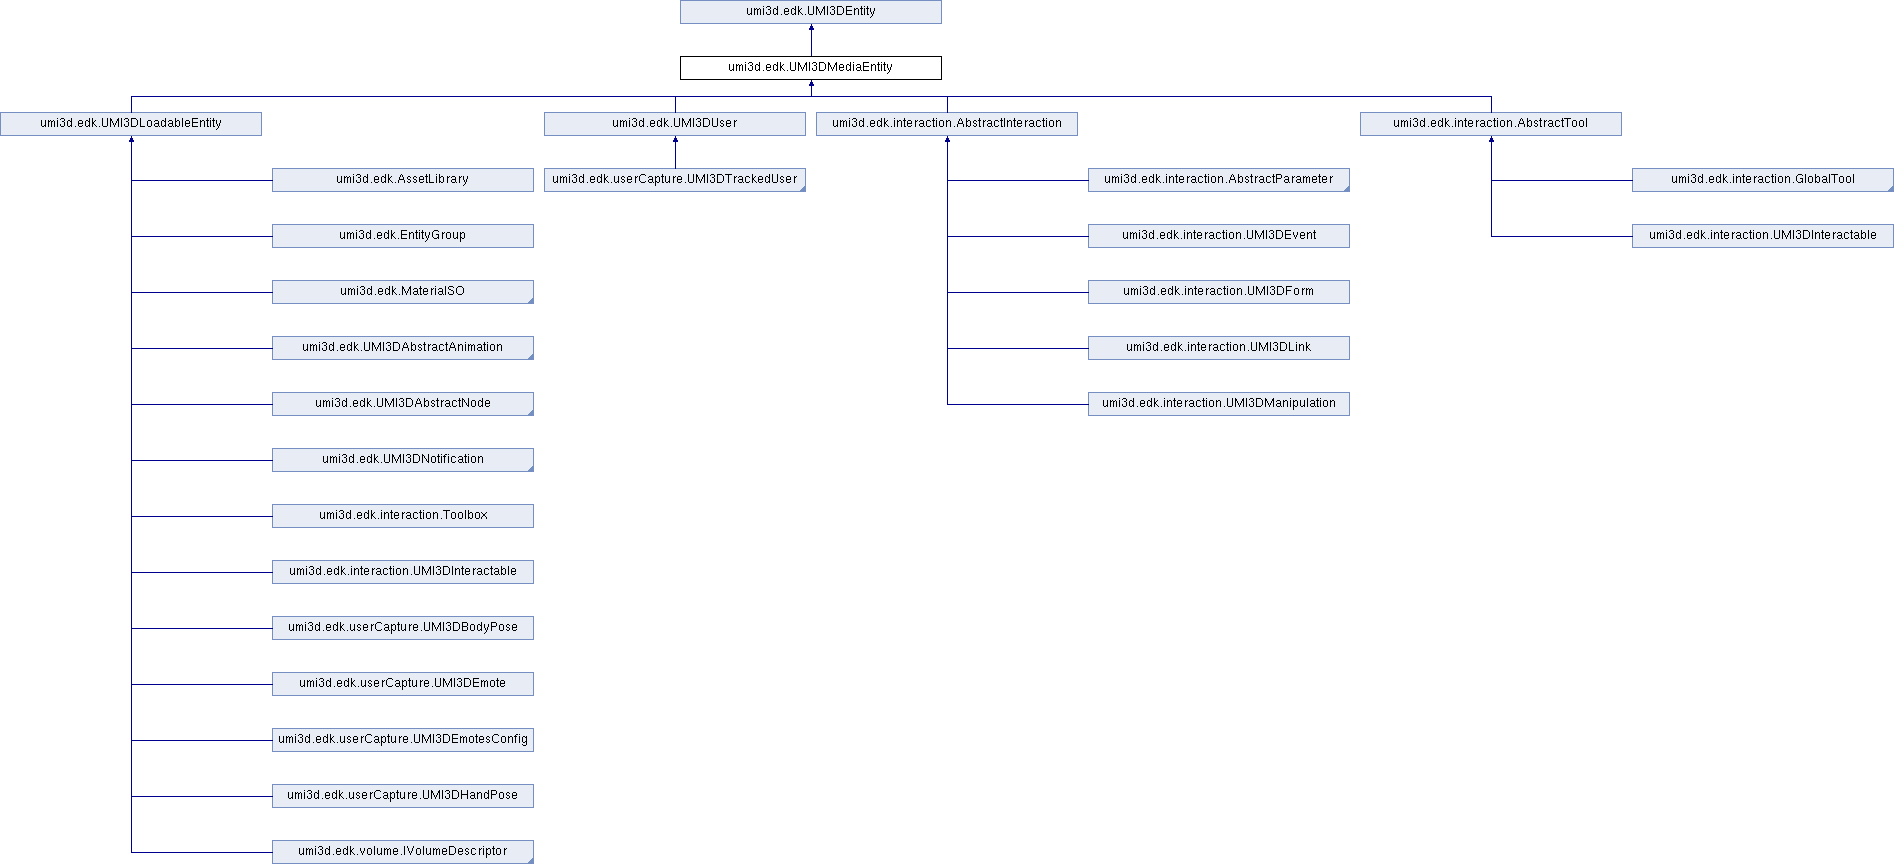 umi3d.edk.UMI3DEntity
umi3d.edk.UMI3DMediaEntity
umi3d.edk.UMI3DLoadableEntity
umi3d.edk.UMI3DUser
umi3d.edk.interaction.AbstractInteraction
umi3d.edk.interaction.AbstractTool
umi3d.edk.AssetLibrary
umi3d.edk.userCapture.UMI3DTrackedUser
umi3d.edk.interaction.AbstractParameter
umi3d.edk.interaction.GlobalTool
umi3d.edk.EntityGroup
umi3d.edk.interaction.UMI3DEvent
umi3d.edk.interaction.UMI3DInteractable
umi3d.edk.MaterialSO
umi3d.edk.interaction.UMI3DForm
umi3d.edk.UMI3DAbstractAnimation
umi3d.edk.interaction.UMI3DLink
umi3d.edk.UMI3DAbstractNode
umi3d.edk.interaction.UMI3DManipulation
umi3d.edk.UMI3DNotification
umi3d.edk.interaction.Toolbox
umi3d.edk.interaction.UMI3DInteractable
umi3d.edk.userCapture.UMI3DBodyPose
umi3d.edk.userCapture.UMI3DEmote
umi3d.edk.userCapture.UMI3DEmotesConfig
umi3d.edk.userCapture.UMI3DHandPose
umi3d.edk.volume.IVolumeDescriptor